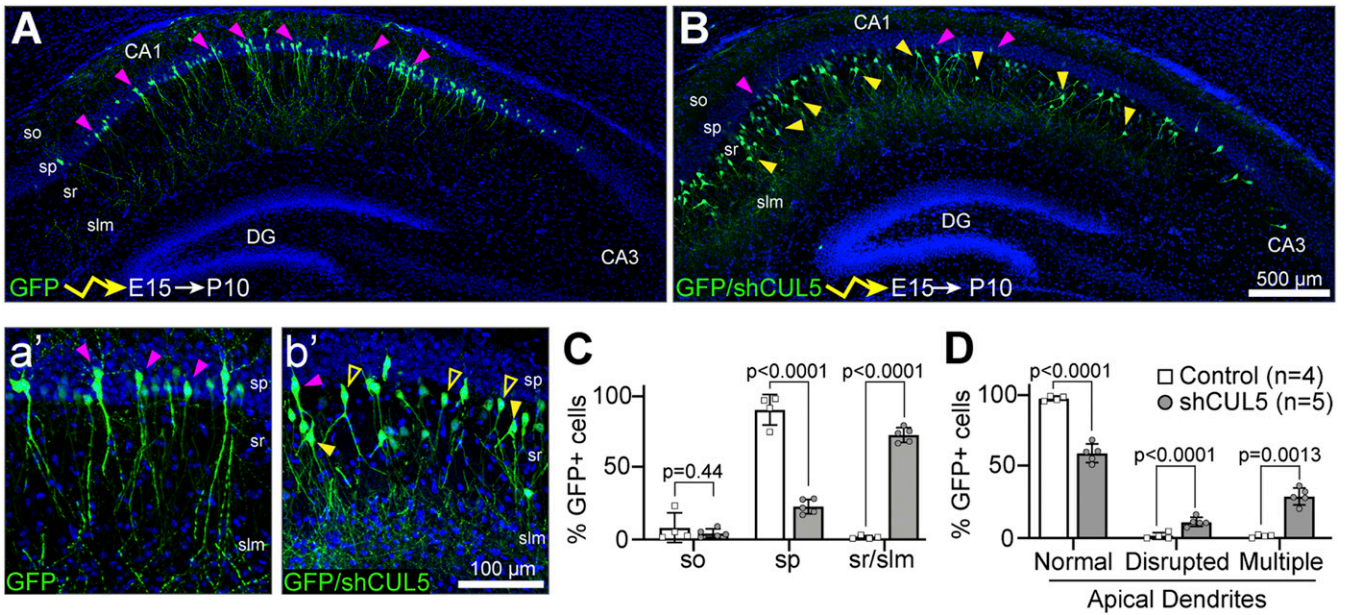 A
CA1
so
sp
sr
slm
DG
CA3
GFP E15 → P10
B
CA1
so
sp
sr
slm
DG
CA3
GFP/shCUL5 E15 → P10
500 µm
a’
sp
sr
slm
GFP
b’
sp
sr
slm
GFP/shCUL5
100 µm
C
% GFP+ cells
100
50
0
p=0.44
p<0.0001
p<0.0001
so sp sr/slm
D
% GFP+ cells
100
50
0
p<0.0001
p<0.0001
p=0.0013
Control (n=4)
shCUL5 (n=5)
Normal Disrupted Multiple
Apical Dendrites